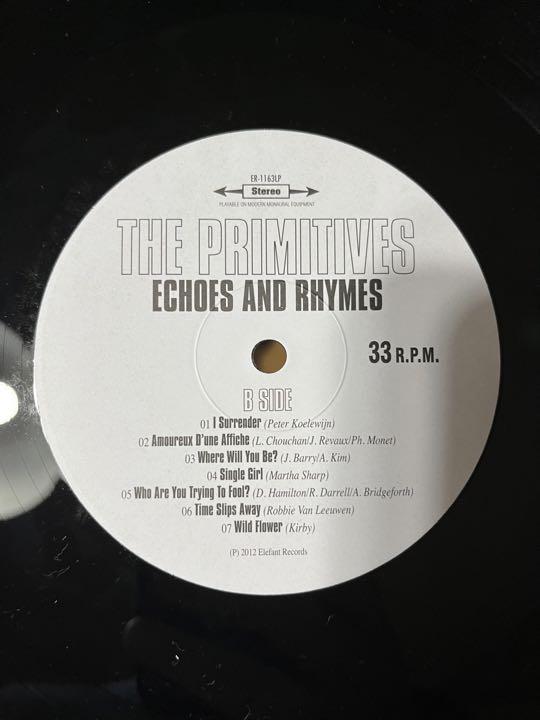 ER-1163LP
Stereo
PLAYABLE ON MODERN MONAURAL EQUIPMENT
THE PRIMITIVES
ECHOES AND RHYMES
33 R.P.M.
B SIDE
01 I Surrender (Peter Koelewijn)
02 Amoureux D'une Affiche (L. Chouchan/J. Revaux/Ph. Monet)
03 Where Will You Be? (J. Barry/A. Kim)
04 Single Girl (Martha Sharp)
05 Who Are You Trying To Fool? (D. Hamilton/R. Darrell/A. Bridgeforth)
06 Time Slips Away (Robbie Van Leeuwen)
07 Wild Flower (Kirby)
(P) 2012 Elefant Records